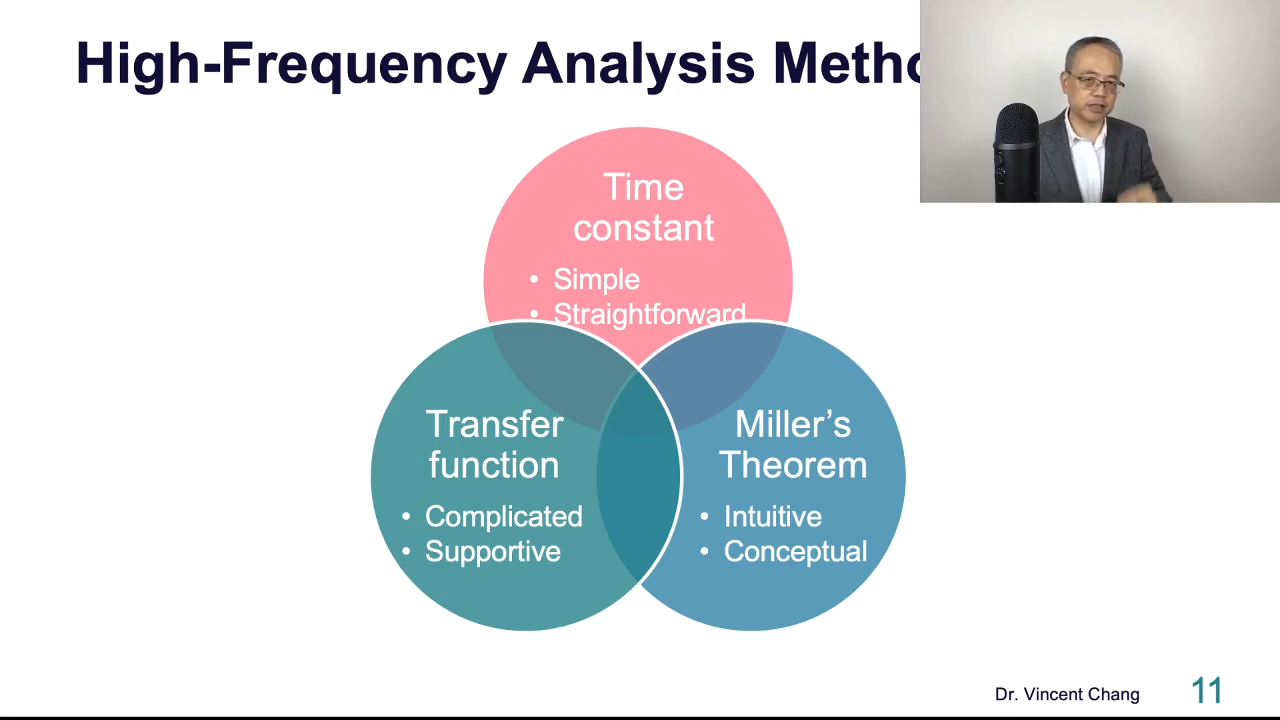 High-Frequency Analysis
Time
constant
• Simple
• Straightforward
Transfer
function
• Complicated
• Supportive
Miller’s
Theorem
• Intuitive
• Conceptual
Dr. Vincent Chang
11